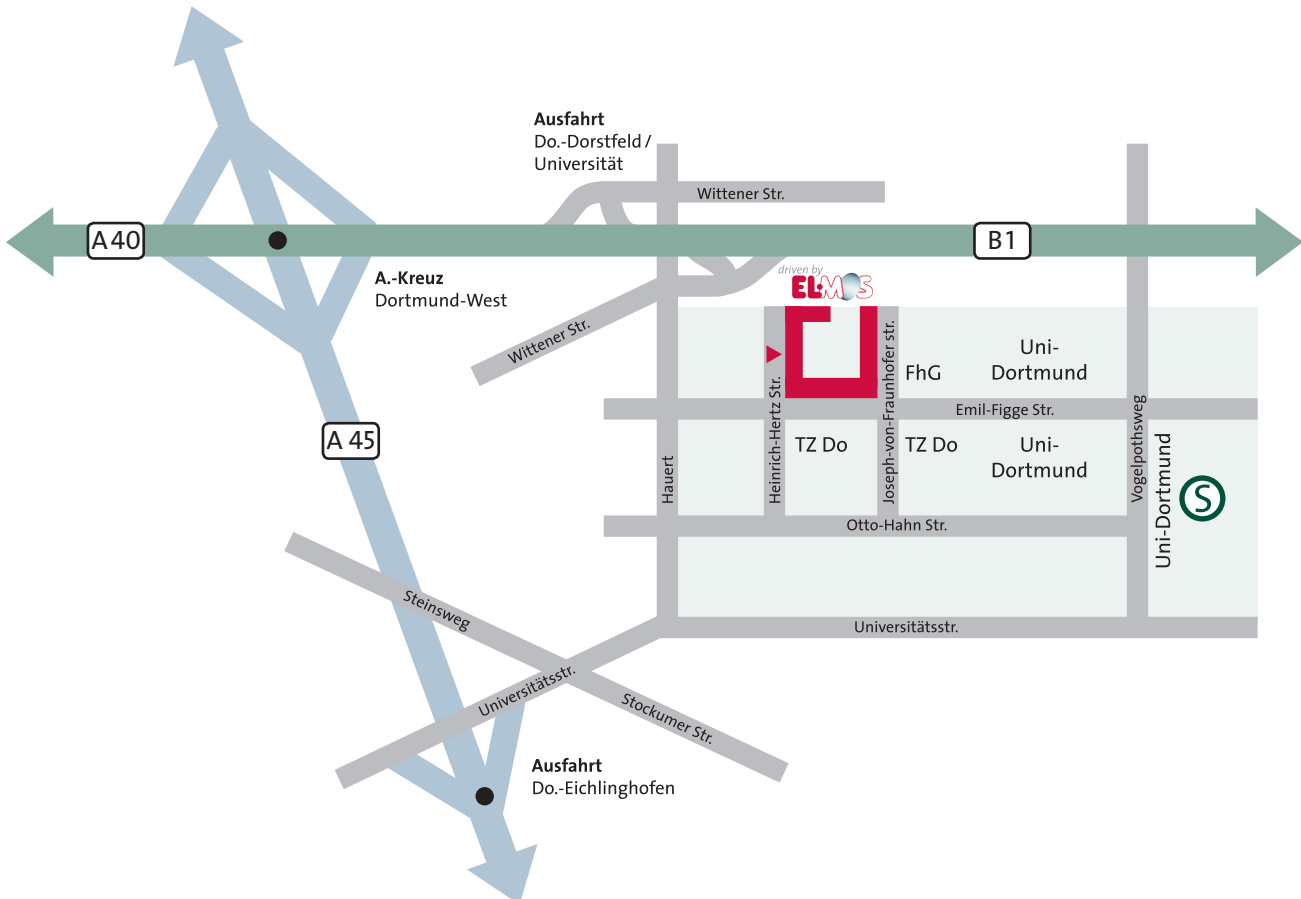 Ausfahrt
Do.-Dorstfeld /
Universität
Wittener Str.
A 40
B 1
A.-Kreuz
Dortmund-West
driven by
ELMOS
Wittener Str.
Uni-
Dortmund
FhG
Emil-Figge Str.
A 45
Hauert
Heinrich-Hertz Str.
TZ Do
Joseph-von-Fraunhofer str.
TZ Do
Uni-
Dortmund
Vogelpothsweg
Uni-Dortmund
S
Otto-Hahn Str.
Steinsweg
Universitätsstr.
Universitätsstr.
Stockumer Str.
Ausfahrt
Do.-Eichlinghofen